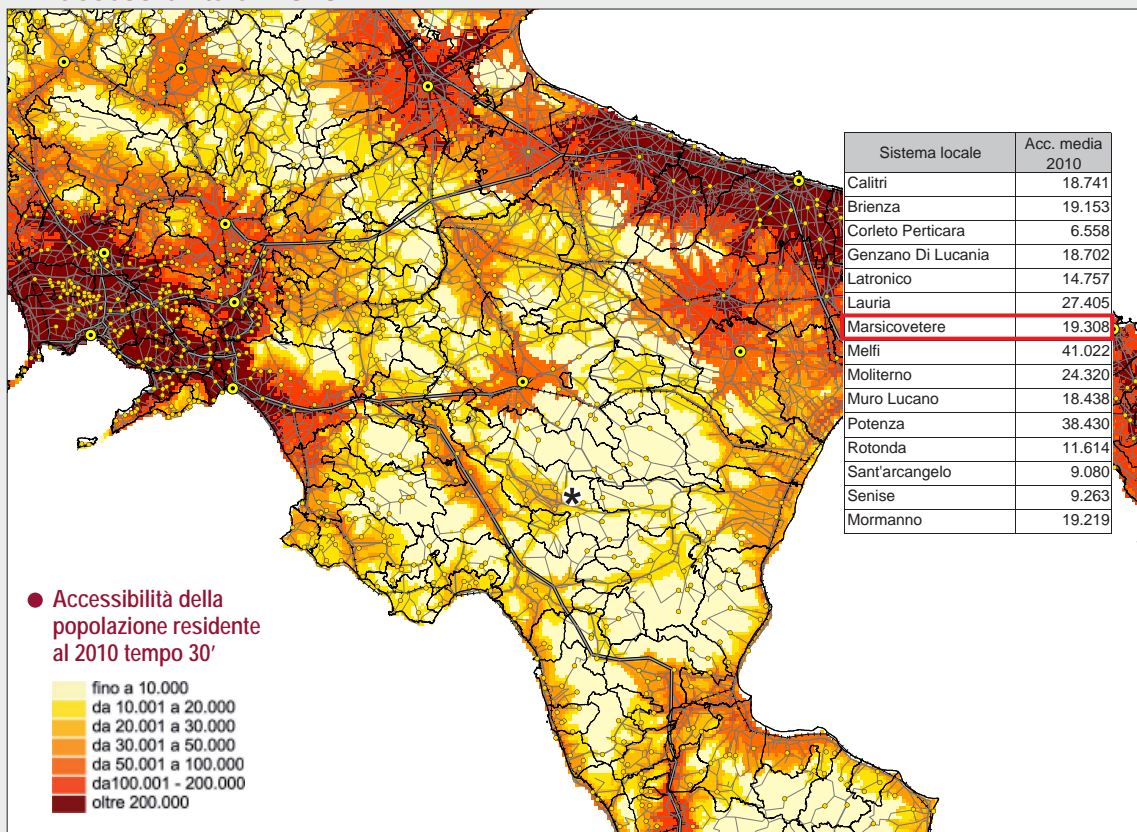 Sistema locale Acc. media 2010
Calitri 18.741
Brienza 19.153
Corleto Perticara 6.558
Genzano Di Lucania 18.702
Latronico 14.757
Lauria 27.405
Marsicovetere 19.308
Melfi 41.022
Moliterno 24.320
Muro Lucano 18.438
Potenza 38.430
Rotonda 11.614
Sant'arcangelo 9.080
Senise 9.263
Mormanno 19.219
*
● Accessibilità della
popolazione residente
al 2010 tempo 30'
fino a 10.000
da 10.001 a 20.000
da 20.001 a 30.000
da 30.001 a 50.000
da 50.001 a 100.000
da100.001 - 200.000
oltre 200.000